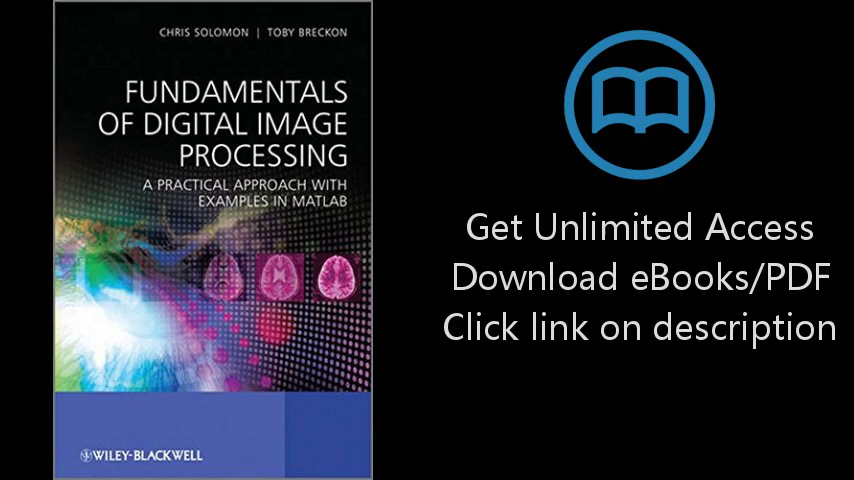 CHRIS SOLOMON | TOBY BRECKON
FUNDAMENTALS
OF DIGITAL IMAGE
PROCESSING
A PRACTICAL APPROACH WITH
EXAMPLES IN MATLAB
WILEY-BLACKWELL
Get Unlimited Access
Download eBooks/PDF
Click link on description